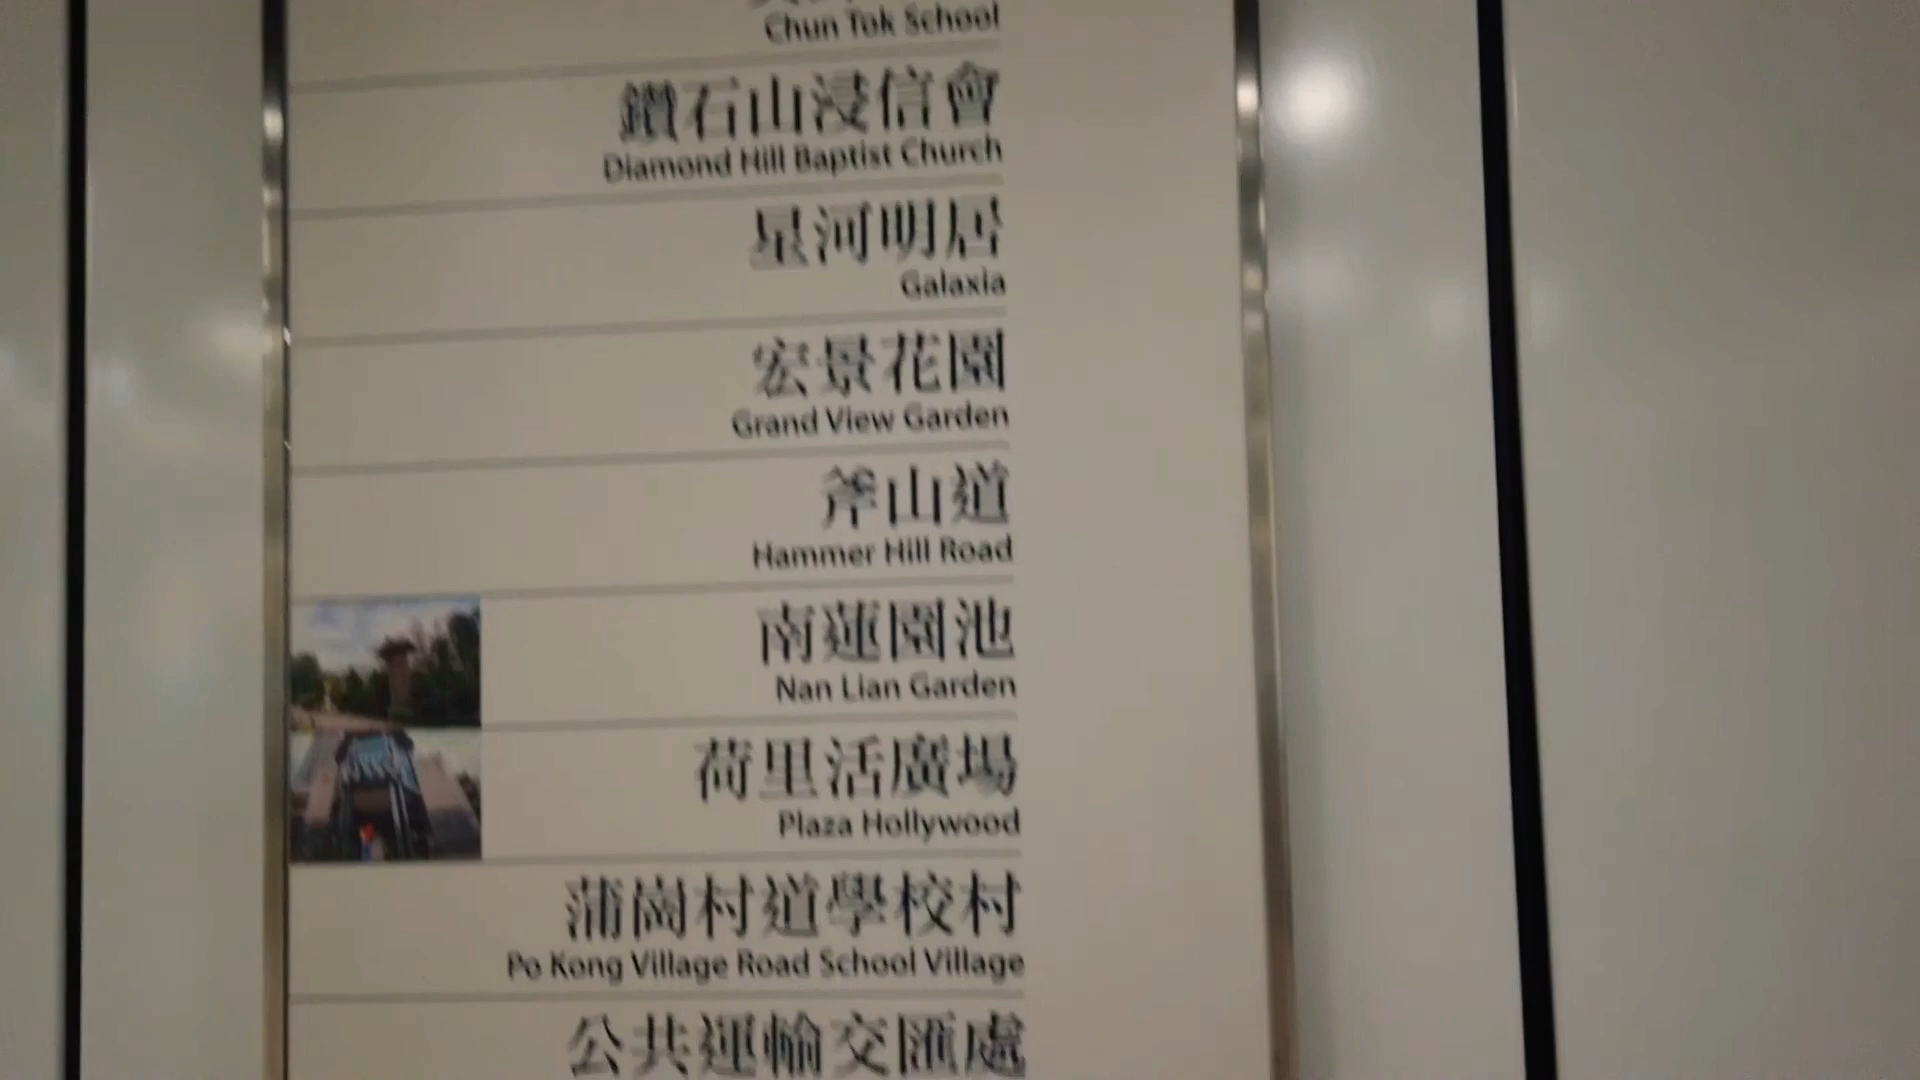 Chun Tok School
鑽石山浸信會
Diamond Hill Baptist Church
星河明居
Galaxia
宏景花園
Grand View Garden
斧山道
Hammer Hill Road
南蓮園池
Nan Lian Garden
荷里活廣場
Plaza Hollywood
蒲崗村道學校村
Po Kong Village Road School Village
公共運輸交匯處